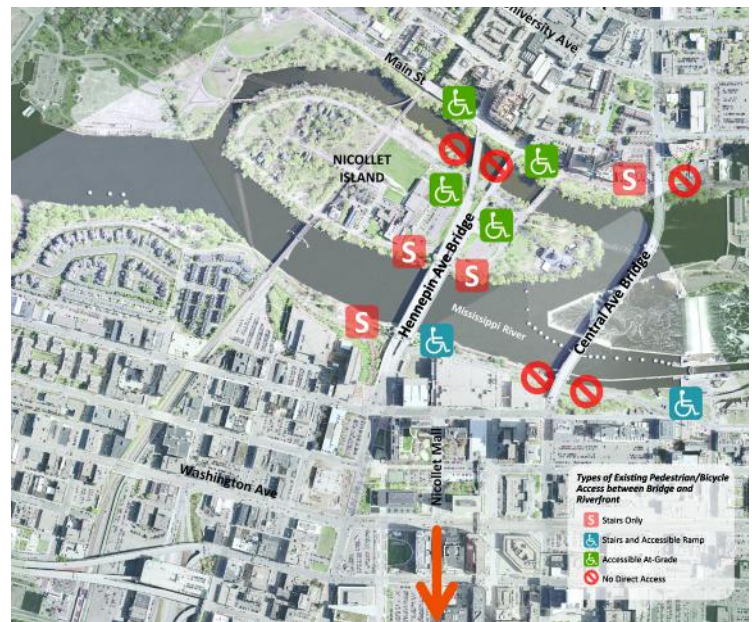 University Ave
Main St
NICOLLET
ISLAND
S
S
S
S
Hennepin Ave Bridge
Central Ave Bridge
Mississippi River
Washington Ave
Nicollet Mall
Types of Existing Pedestrian/Bicycle
Access between Bridge and
Riverfront
S Stairs Only
Stairs and Accessible Ramp
Accessible At-Grade
No Direct Access